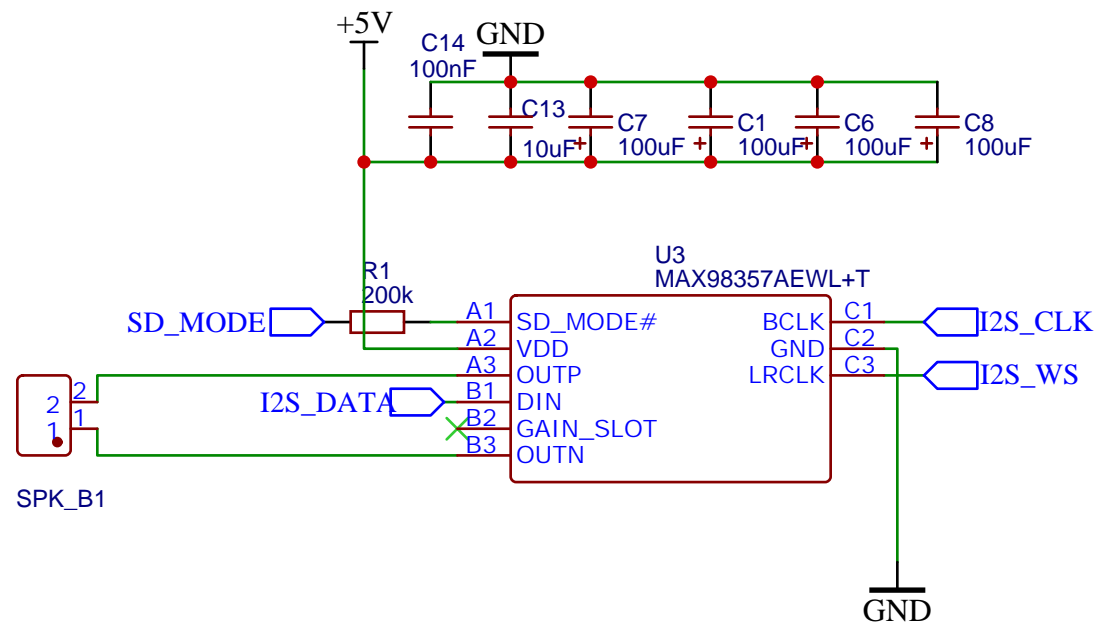 +5V
GND
C14
100nF
C13
10uF
+
C7
100uF
+
C1
100uF
+
C6
100uF
+
C8
100uF
U3
MAX98357AEWL+T
R1
200k
SD_MODE
A1
SD_MODE#
A2
VDD
A3
OUTP
I2S_DATA
B1
DIN
B2
GAIN_SLOT
B3
OUTN
BCLK
C1
I2S_CLK
GND
C2
LRCLK
C3
I2S_WS
2
2
1
1
SPK_B1
GND